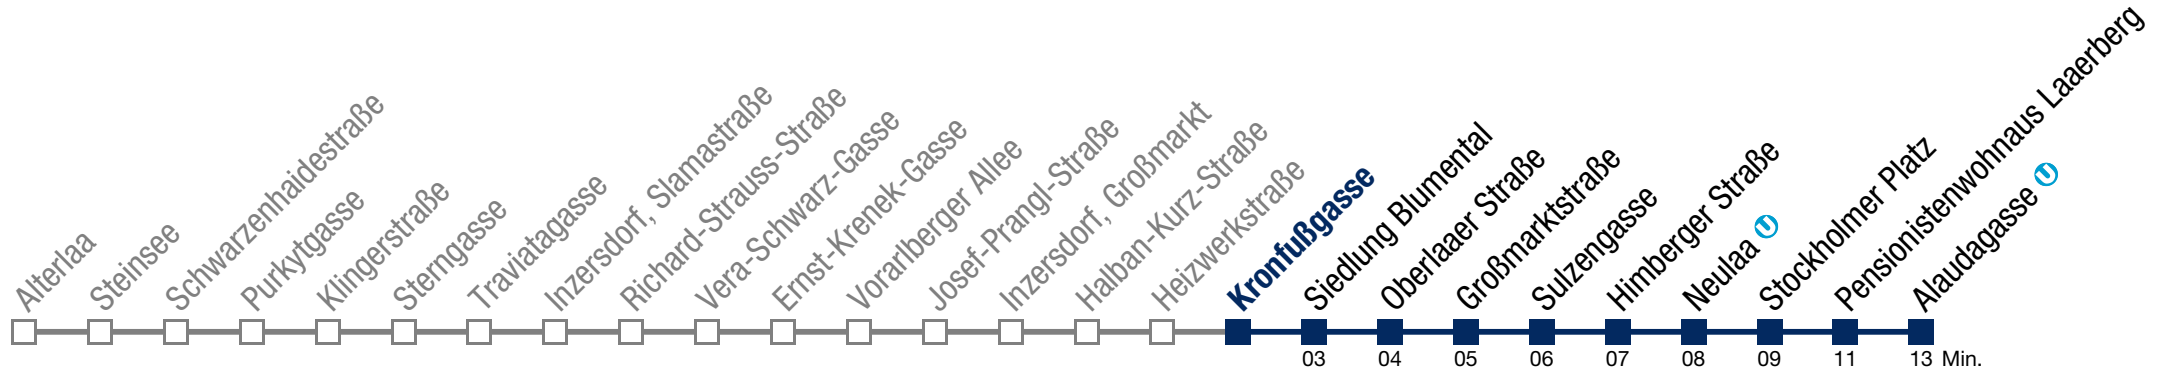 Alterlaa
Steinsee
Schwarzenhaidestraße
Purkytgasse
Klingerstraße
Sterngasse
Traviatagasse
Inzersdorf, Slamastraße
Richard-Strauss-Straße
Vera-Schwarz-Gasse
Ernst-Krenek-Gasse
Vorarlberger Allee
Josef-Prangl-Straße
Inzersdorf, Großmarkt
Halban-Kurz-Straße
Heizwerkstraße
Kronfußgasse
Siedlung Blumental
Oberlaaer Straße
Großmarktstraße
Sulzengasse
Himberger Straße
Neulaa U
Stockholmer Platz
Pensionistenwohnaus Laaerberg
Alaudagasse U
03 04 05 06 07 08 09 11 13 Min.